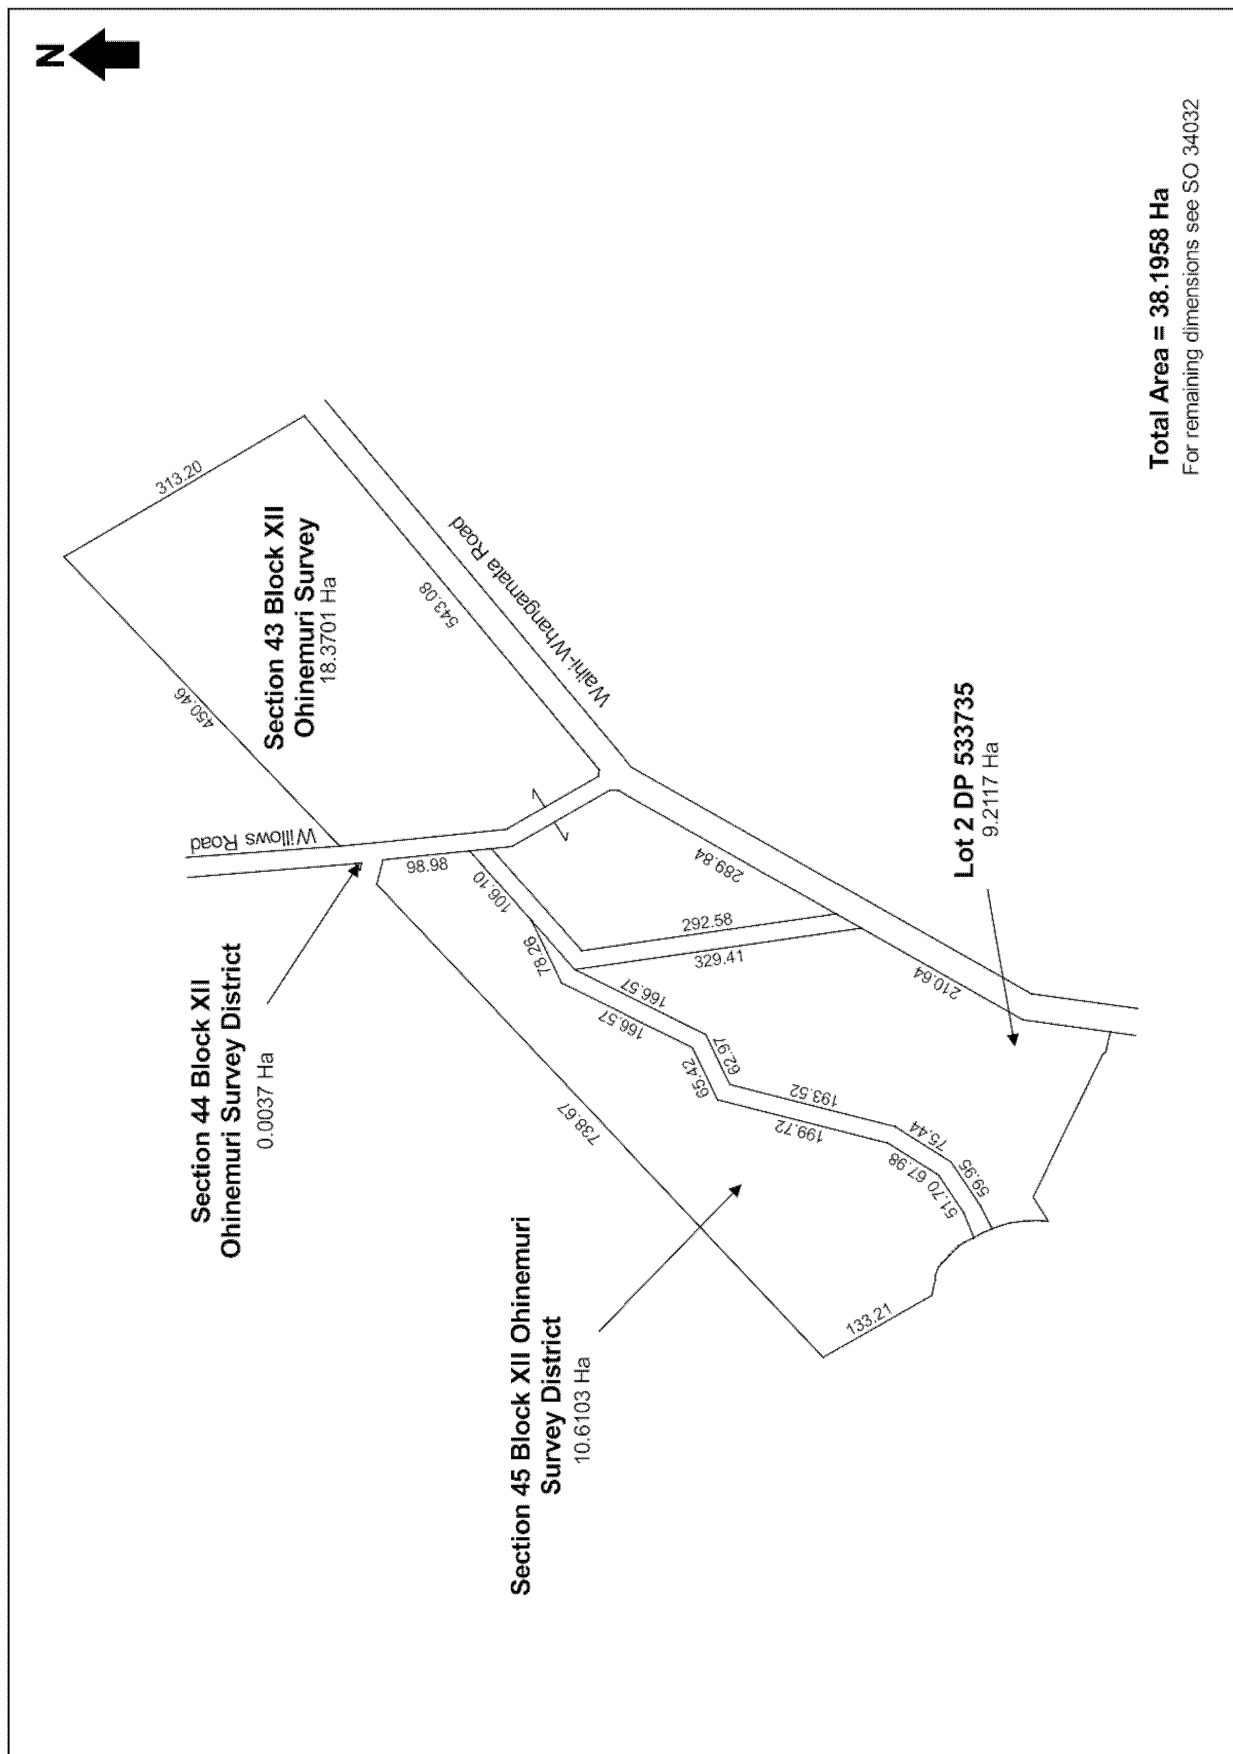 N
313.20
450.46
Section 43 Block XII
Ohinemuri Survey
18.3701 Ha
543.08
Waihi-Whangamata Road
Willows Road
98.98
106.10
78.26
292.58
329.41
289.84
210.64
166.57
166.57
62.97
65.42
193.52
199.72
75.44
67.98
51.70
59.95
738.67
133.21
Section 44 Block XII
Ohinemuri Survey District
0.0037 Ha
Section 45 Block XII Ohinemuri
Survey District
10.6103 Ha
Lot 2 DP 533735
9.2117 Ha
Total Area = 38.1958 Ha
For remaining dimensions see SO 34032